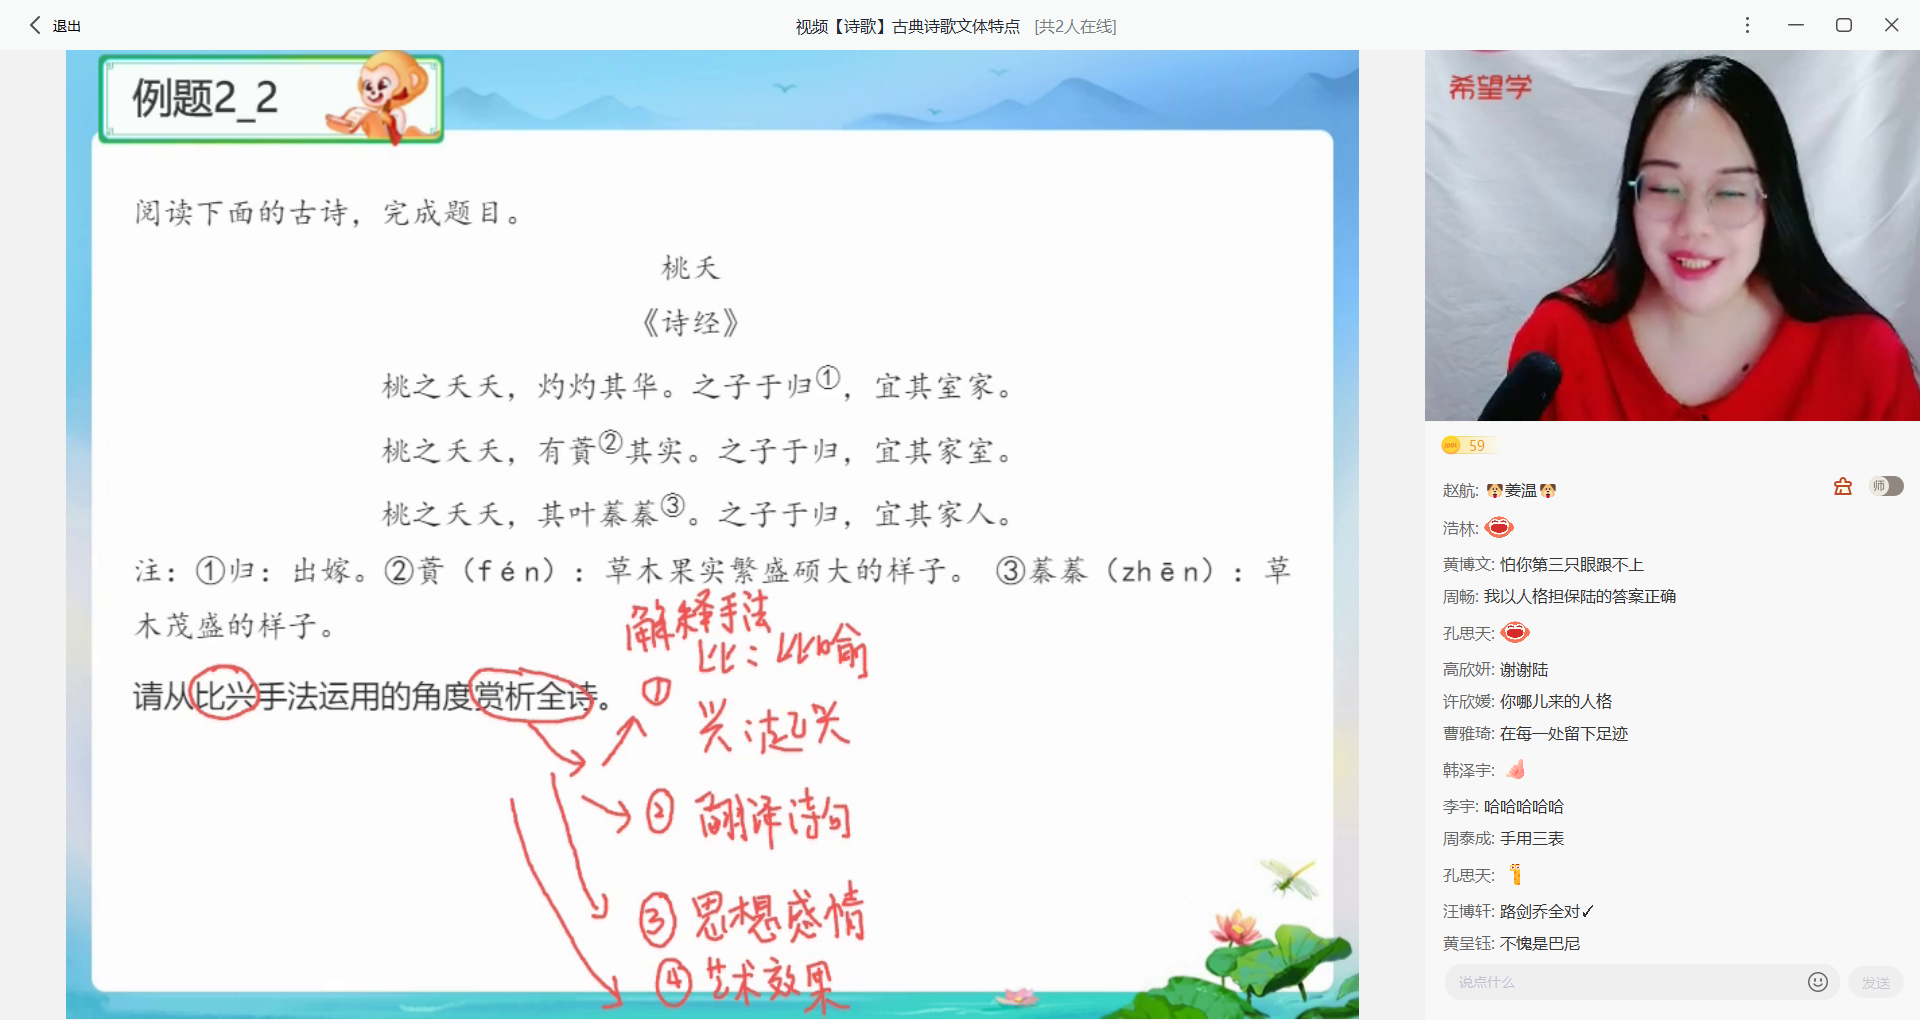 退出
视频【诗歌】古典诗歌文体特点 [共2人在线]
例题2_2
阅读下面的古诗，完成题目。
桃夭
《诗经》
桃之夭夭，灼灼其华。之子于归①，宜其室家。
桃之夭夭，有蕡②其实。之子于归，宜其家室。
桃之夭夭，其叶蓁蓁③。之子于归，宜其家人。
注：①归：出嫁。②蕡（fén）：草木果实繁盛硕大的样子。 ③蓁蓁（zhēn）：草
木茂盛的样子。
请从比兴手法运用的角度赏析全诗。
解释手法
① 比：比喻
兴：起兴
② 翻译诗句
③ 思想感情
④ 艺术效果
希望学
59
赵航: 姜温
师
浩林:
黄博文: 怕你第三只眼跟不上
周畅: 我以人格担保陆的答案正确
孔思天:
高欣妍: 谢谢陆
许欣媛: 你哪儿来的人格
曹雅琦: 在每一处留下足迹
韩泽宇:
李宇: 哈哈哈哈哈
周泰成: 手用三表
孔思天:
汪博轩: 路剑乔全对✓
黄呈钰: 不愧是巴尼
说点什么
发送